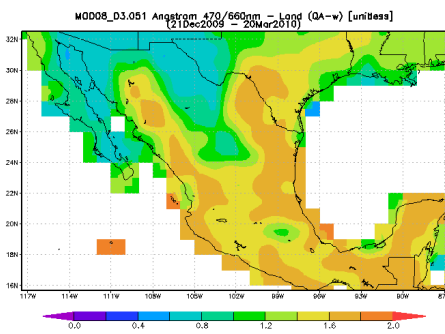 MOD08_D3.051 Angstrom 470/660nm – Land (QA-w) [unitless]
(21Dec2009 – 20Mar2010)
32N
30N
28N
26N
24N
22N
20N
18N
16N
117W 114W 111W 108W 105W 102W 99W 96W 93W 90W 87
0.0 0.4 0.8 1.2 1.6 2.0